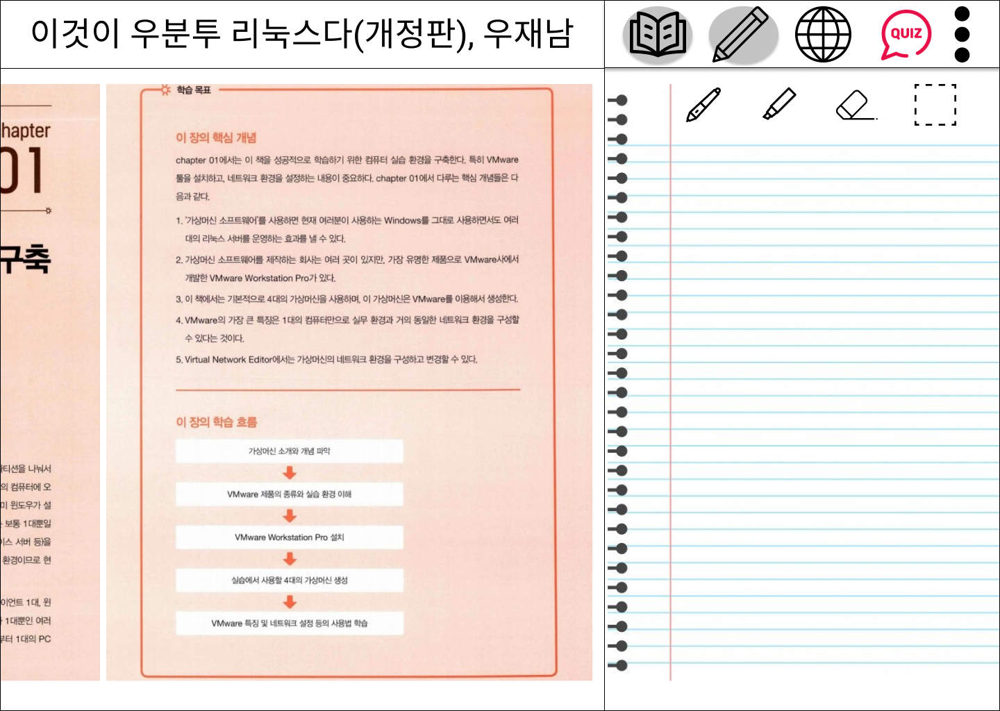 이것이 우분투 리눅스다(개정판), 우재남
QUIZ
hapter
01
구축
티션을 나눠서
의 컴퓨터에 오
미 윈도우가 설
보통 1대뿐일
이스 서버 등)을
환경이므로 현
이언트 1대, 윈
1대뿐인 여러
부터 1대의 PC
학습 목표
이 장의 핵심 개념
chapter 01에서는 이 책을 성공적으로 학습하기 위한 컴퓨터 실습 환경을 구축한다. 특히 VMware
툴을 설치하고, 네트워크 환경을 설정하는 내용이 중요하다. chapter 01에서 다루는 핵심 개념들은 다
음과 같다.
1. '가상머신 소프트웨어'를 사용하면 현재 여러분이 사용하는 Windows를 그대로 사용하면서도 여러
대의 리눅스 서버를 운영하는 효과를 낼 수 있다.
2. 가상머신 소프트웨어를 제작하는 회사는 여러 곳이 있지만, 가장 유명한 제품으로 VMware사에서
개발한 VMware Workstation Pro가 있다.
3. 이 책에서는 기본적으로 4대의 가상머신을 사용하며, 이 가상머신은 VMware를 이용해서 생성한다.
4. VMware의 가장 큰 특징은 1대의 컴퓨터만으로 실무 환경과 거의 동일한 네트워크 환경을 구성할
수 있다는 것이다.
5. Virtual Network Editor에서는 가상머신의 네트워크 환경을 구성하고 변경할 수 있다.
이 장의 학습 흐름
가상머신 소개와 개념 파악
VMware 제품의 종류와 실습 환경 이해
VMware Workstation Pro 설치
실습에서 사용할 4대의 가상머신 생성
VMware 특징 및 네트워크 설정 등의 사용법 학습